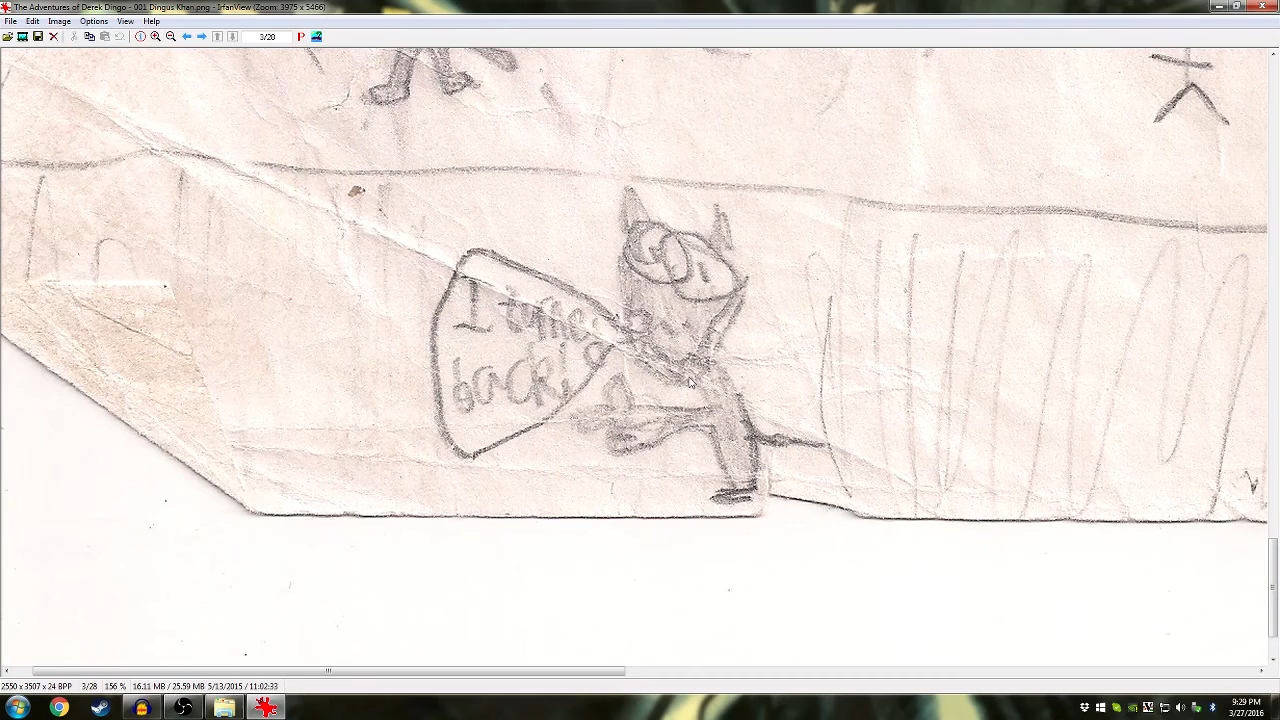 The Adventures of Derek Dingo - 001 Dingus Khan.png - IrfanView (Zoom: 3975 x 5466)
File Edit Image Options View Help
3/28
I time
back!
2550 x 3507 x 24 BPP 3/28 156 % 16.11 MB / 25.59 MB 5/13/2015 / 11:02:33
9:29 PM
3/27/2016